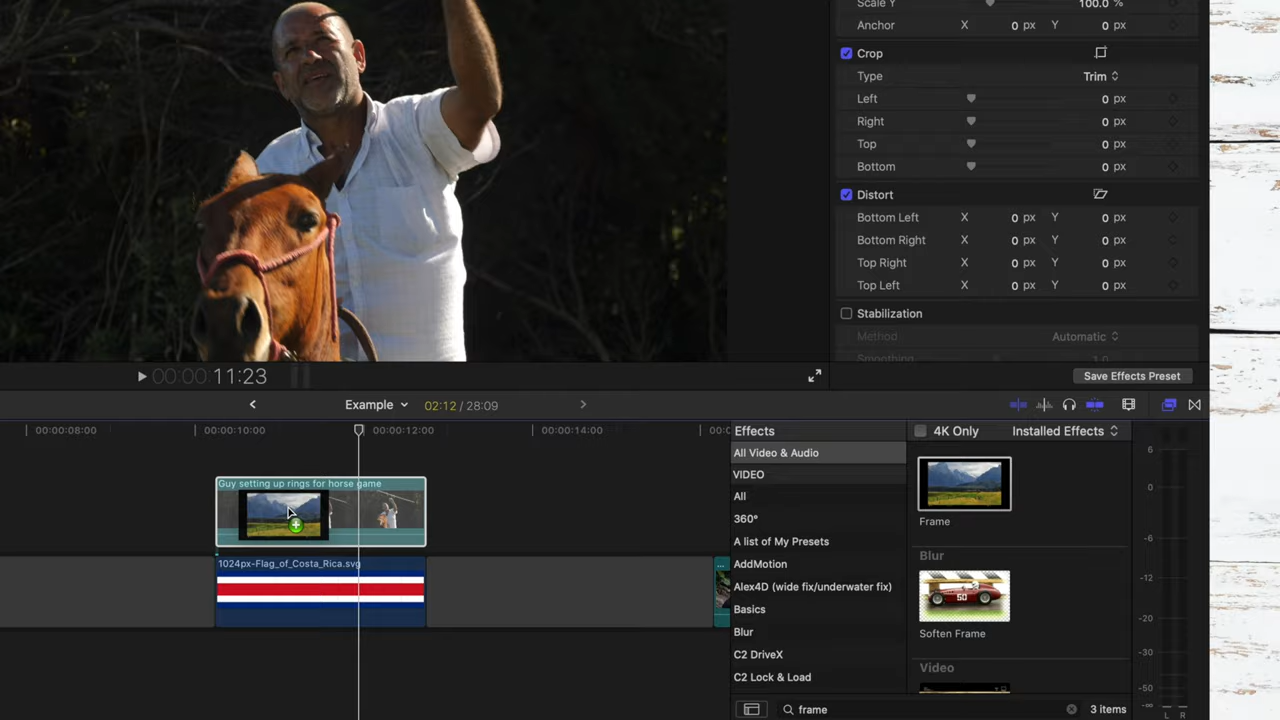 Scale Y 100.0 %
Anchor X 0 px Y 0 px
Crop
Type Trim
Left 0 px
Right 0 px
Top 0 px
Bottom 0 px
Distort
Bottom Left X 0 px Y 0 px
Bottom Right X 0 px Y 0 px
Top Right X 0 px Y 0 px
Top Left X 0 px Y 0 px
Stabilization
Method Automatic
Smoothing 1.0
00:00:11:23
Save Effects Preset
Example 02:12 / 28:09
00:00:08:00 00:00:10:00 00:00:12:00 00:00:14:00
Guy setting up rings for horse game
1024px-Flag_of_Costa_Rica.svg
...
Effects
All Video & Audio
VIDEO
All
360°
A list of My Presets
AddMotion
Alex4D (wide fix/underwater fix)
Basics
Blur
C2 DriveX
C2 Lock & Load
4K Only Installed Effects
Frame
Blur
50
Soften Frame
Video
frame 3 items
6
0
-6
-12
-20
-30
-50
-∞
L R